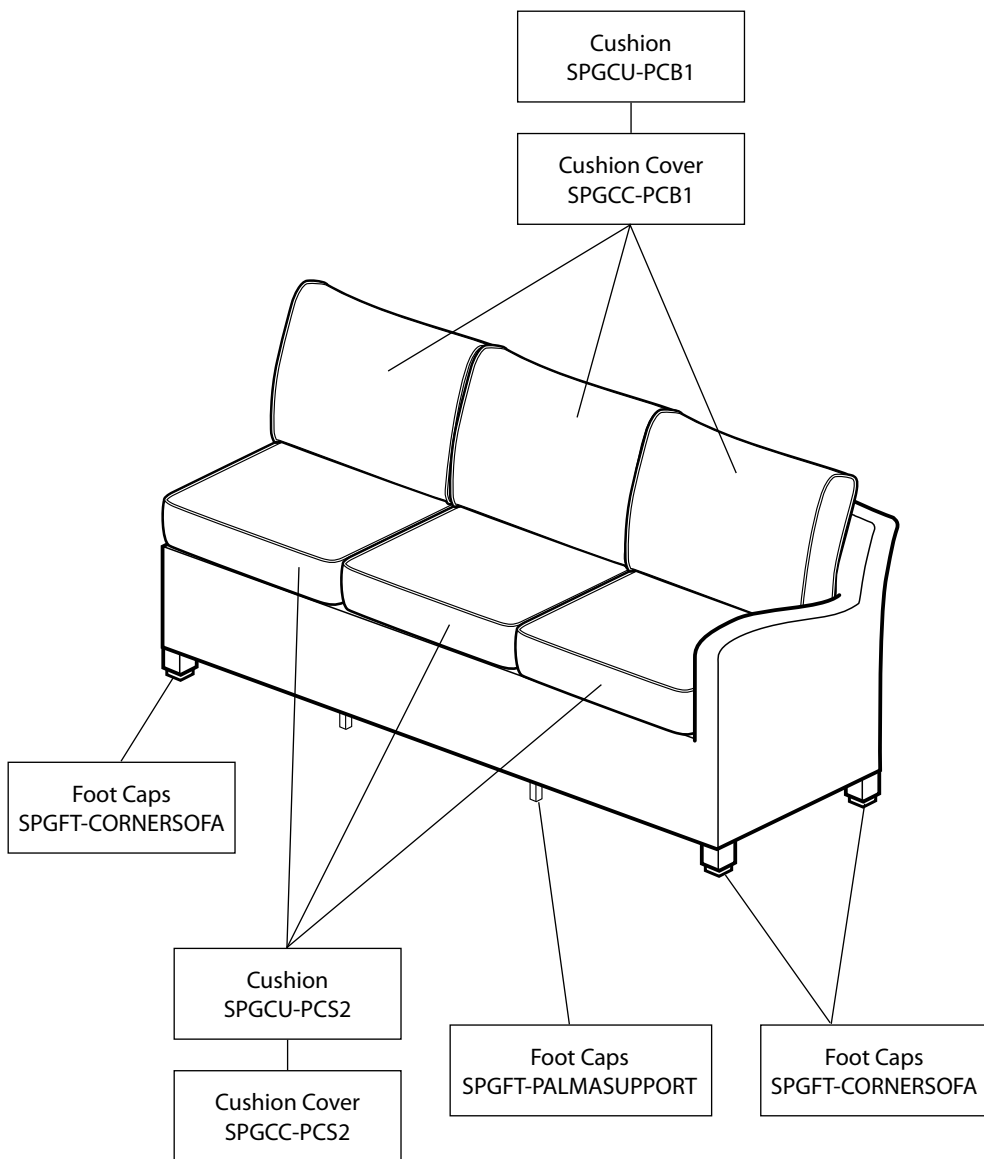 Cushion
SPGCU-PCB1
Cushion Cover
SPGCC-PCB1
Foot Caps
SPGFT-CORNERSOFA
Cushion
SPGCU-PCS2
Cushion Cover
SPGCC-PCS2
Foot Caps
SPGFT-PALMASUPPORT
Foot Caps
SPGFT-CORNERSOFA